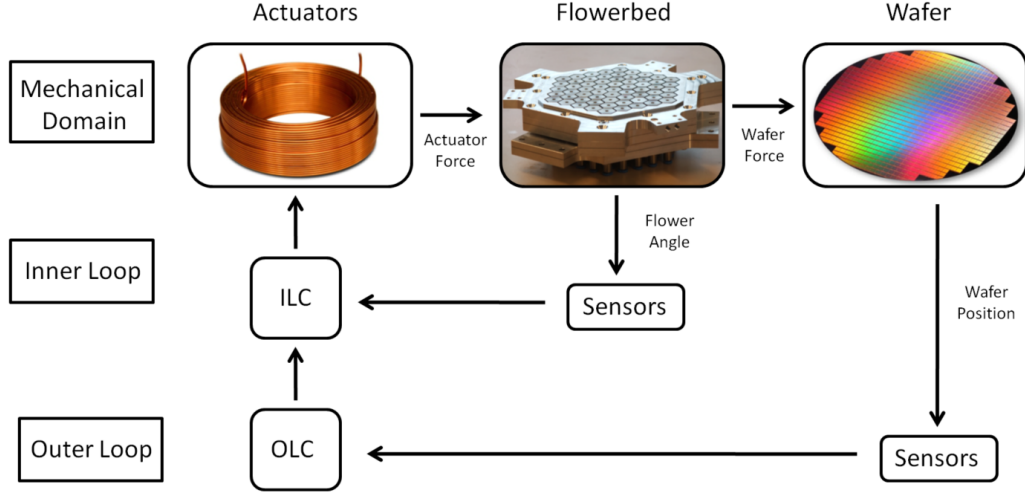 Actuators
Flowerbed
Wafer
Mechanical
Domain
Actuator
Force
Wafer
Force
Flower
Angle
Inner Loop
ILC
Sensors
Wafer
Position
Outer Loop
OLC
Sensors